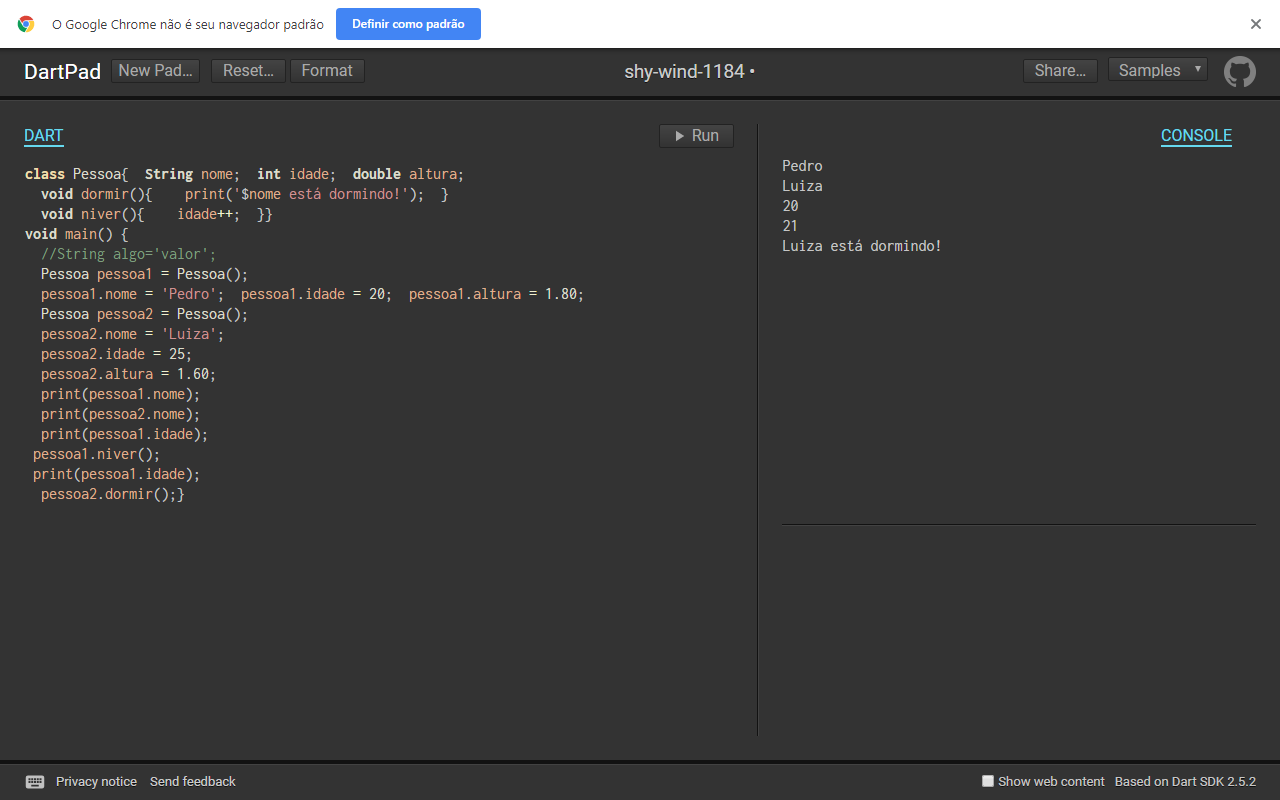 O Google Chrome não é seu navegador padrão Definir como padrão
DartPad New Pad... Reset... Format shy-wind-1184 • Share... Samples
DART Run CONSOLE
class Pessoa{  String nome;  int idade;  double altura;
  void dormir(){    print('$nome está dormindo!');  }
  void niver(){    idade++;  }}
void main() {
  //String algo='valor';
  Pessoa pessoa1 = Pessoa();
  pessoa1.nome = 'Pedro';  pessoa1.idade = 20;  pessoa1.altura = 1.80;
  Pessoa pessoa2 = Pessoa();
  pessoa2.nome = 'Luiza';
  pessoa2.idade = 25;
  pessoa2.altura = 1.60;
  print(pessoa1.nome);
  print(pessoa2.nome);
  print(pessoa1.idade);
 pessoa1.niver();
 print(pessoa1.idade);
  pessoa2.dormir();}
Pedro
Luiza
20
21
Luiza está dormindo!
Privacy notice Send feedback Show web content Based on Dart SDK 2.5.2